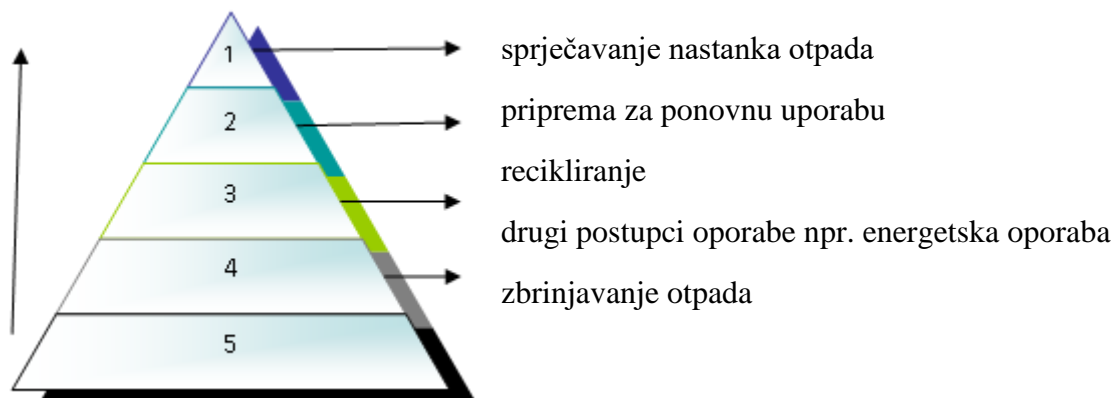 1
sprječavanje nastanka otpada
2
priprema za ponovnu uporabu
3
recikliranje
4
drugi postupci oporabe npr. energetska oporaba
5
zbrinjavanje otpada